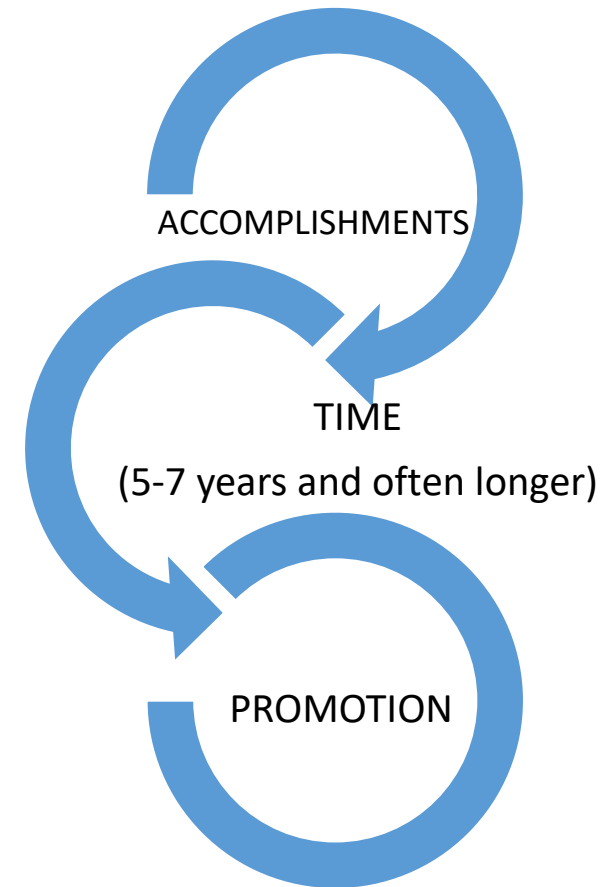 ACCOMPLISHMENTS
TIME
(5-7 years and often longer)
PROMOTION